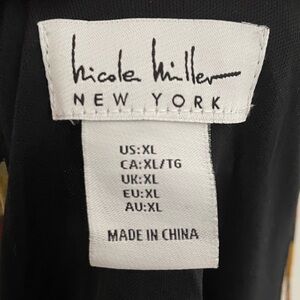 nicole miller
NEW YORK
US:XL
CA:XL/TG
UK:XL
EU:XL
AU:XL
MADE IN CHINA